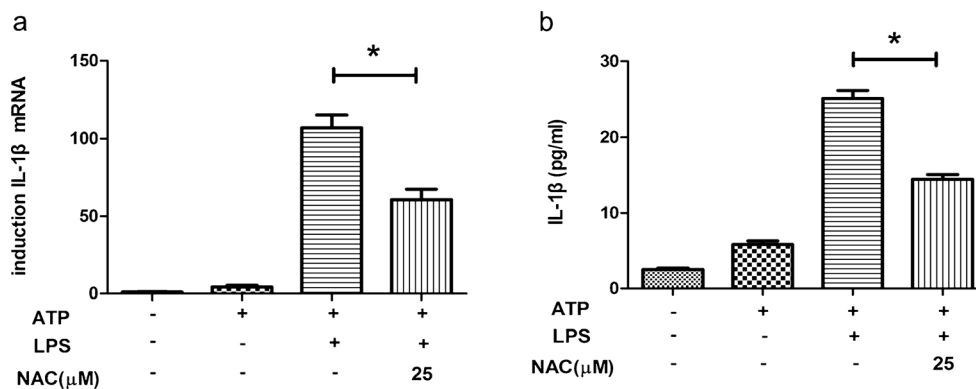 a
induction IL-1β mRNA
150
100
50
0
*
ATP - + + +
LPS - - + +
NAC(μM) - - - 25
b
IL-1β (pg/ml)
30
20
10
0
*
ATP - + + +
LPS - - + +
NAC(μM) - - - 25